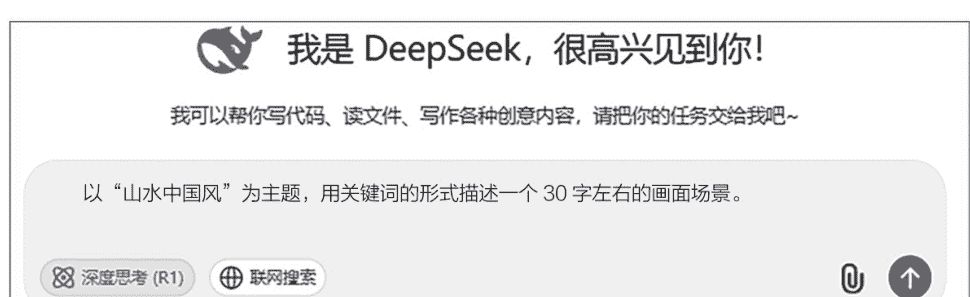 我是 DeepSeek，很高兴见到你！
我可以帮你写代码、读文件、写作各种创意内容，请把你的任务交给我吧~
以“山水中国风”为主题，用关键词的形式描述一个 30 字左右的画面场景。
深度思考 (R1) 联网搜索